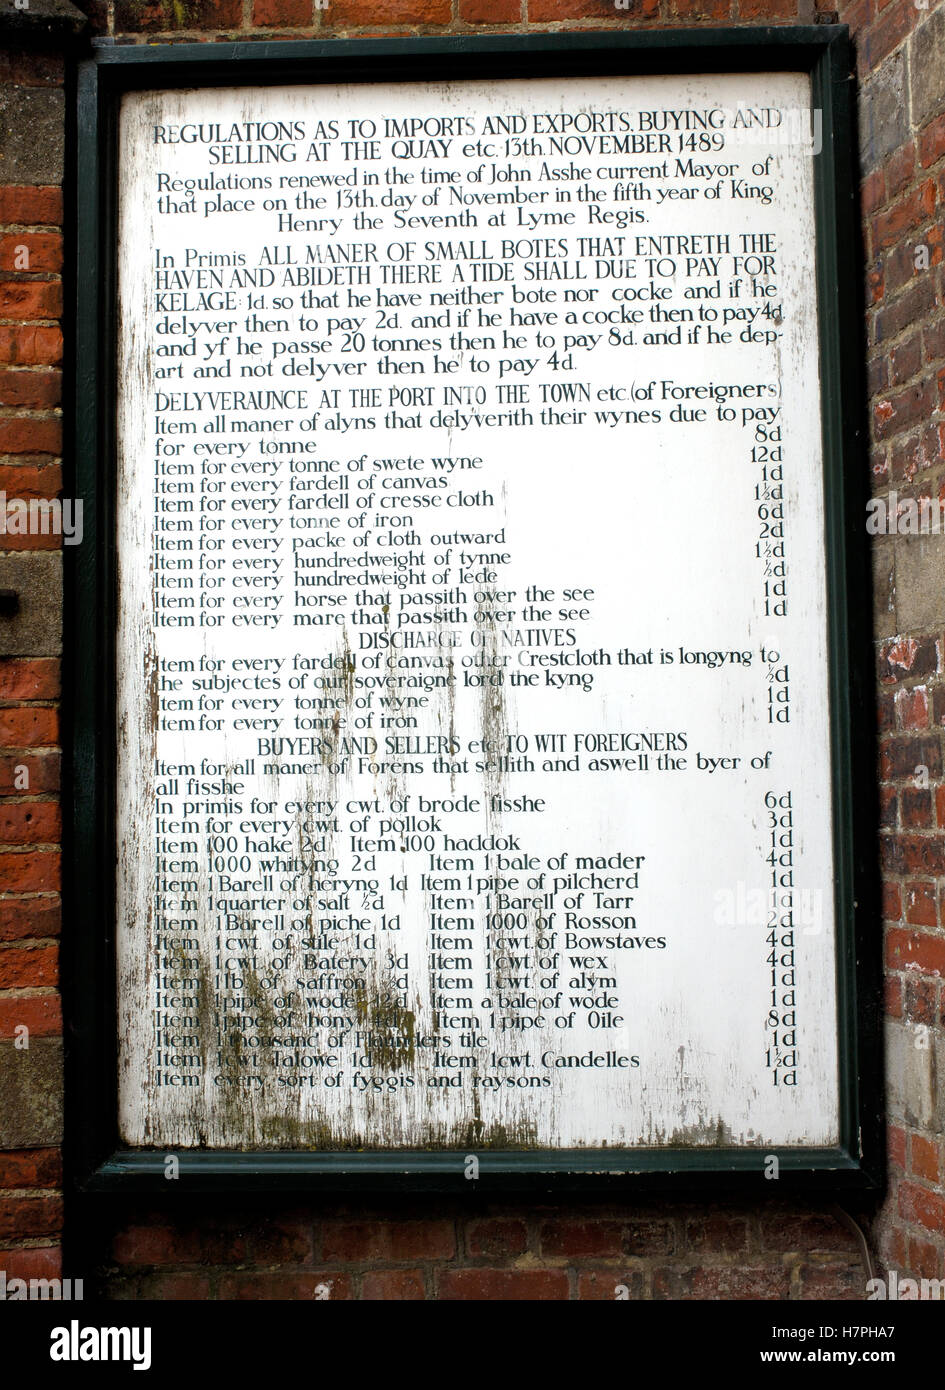 REGULATIONS AS TO IMPORTS AND EXPORTS, BUYING AND
SELLING AT THE QUAY etc. 13th. NOVEMBER 1489
Regulations renewed in the time of John Asshe current Mayor of
that place on the 13th. day of November in the fifth year of King
Henry the Seventh at Lyme Regis.
In Primis ALL MANER OF SMALL BOTES THAT ENTRETH THE
HAVEN AND ABIDETH THERE A TIDE SHALL DUE TO PAY FOR
KELAGE: 1d. so that he have neither bote nor cocke and if he
delyver then to pay 2d. and if he have a cocke then to pay 4d.
and yf he passe 20 tonnes then he to pay 8d. and if he dep-
art and not delyver then he to pay 4d.
DELYVERAUNCE AT THE PORT INTO THE TOWN etc. (of Foreigners)
Item all maner of alyns that delyverith their wynes due to pay
for every tonne 8d
Item for every tonne of swete wyne 12d
Item for every fardell of canvas 1d
Item for every fardell of cresse cloth 1½d
Item for every tonne of iron 6d
Item for every packe of cloth outward 2d
Item for every hundredweight of tynne 1½d
Item for every hundredweight of lede ½d
Item for every horse that passith over the see 1d
Item for every mare that passith over the see 1d
DISCHARGE OF NATIVES
Item for every fardell of canvas other Crestcloth that is longyng to
the subjectes of our soveraigne lord the kyng ½d
Item for every tonne of wyne 1d
Item for every tonne of iron 1d
BUYERS AND SELLERS etc TO WIT FOREIGNERS
Item for all maner of Forens that sellith and aswell the byer of
all fisshe
In primis for every cwt. of brode fisshe 6d
Item for every cwt. of pollok 3d
Item 100 hake 2d Item 100 haddok 1d
Item 1000 whityng 2d Item 1 bale of mader 4d
Item 1 Barell of heryng 1d Item 1 pipe of pilcherd 1d
Item 1 quarter of salt ½d Item 1 Barell of Tarr 1d
Item 1 Barell of piche 1d Item 1000 of Rosson 2d
Item 1 cwt. of stile 1d Item 1 cwt. of Bowstaves 4d
Item 1 cwt. of Batery 3d Item 1 cwt. of wex 4d
Item 1 lb. of saffron Item 1 cwt. of alym 1d
Item 1 pipe of wode 12d Item a bale of wode 1d
Item 1 pipe of hony 4d Item 1 pipe of Oile 8d
Item 1 thousand of Flaunders tile 1d
Item 1 cwt. Talowe 1d Item 1 cwt. Candelles 1½d
Item every sort of fyggis and raysons 1d
alamy
alamy
Image ID: H7PHA7
www.alamy.com